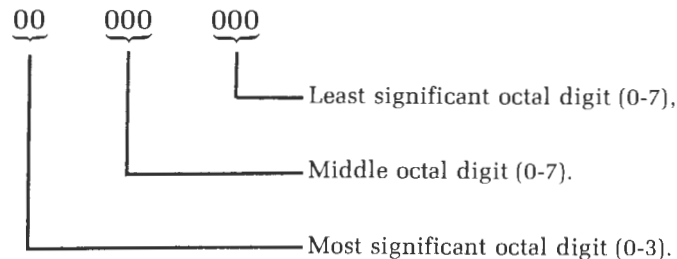 00 000 000
Least significant octal digit (0-7),
Middle octal digit (0-7).
Most significant octal digit (0-3).